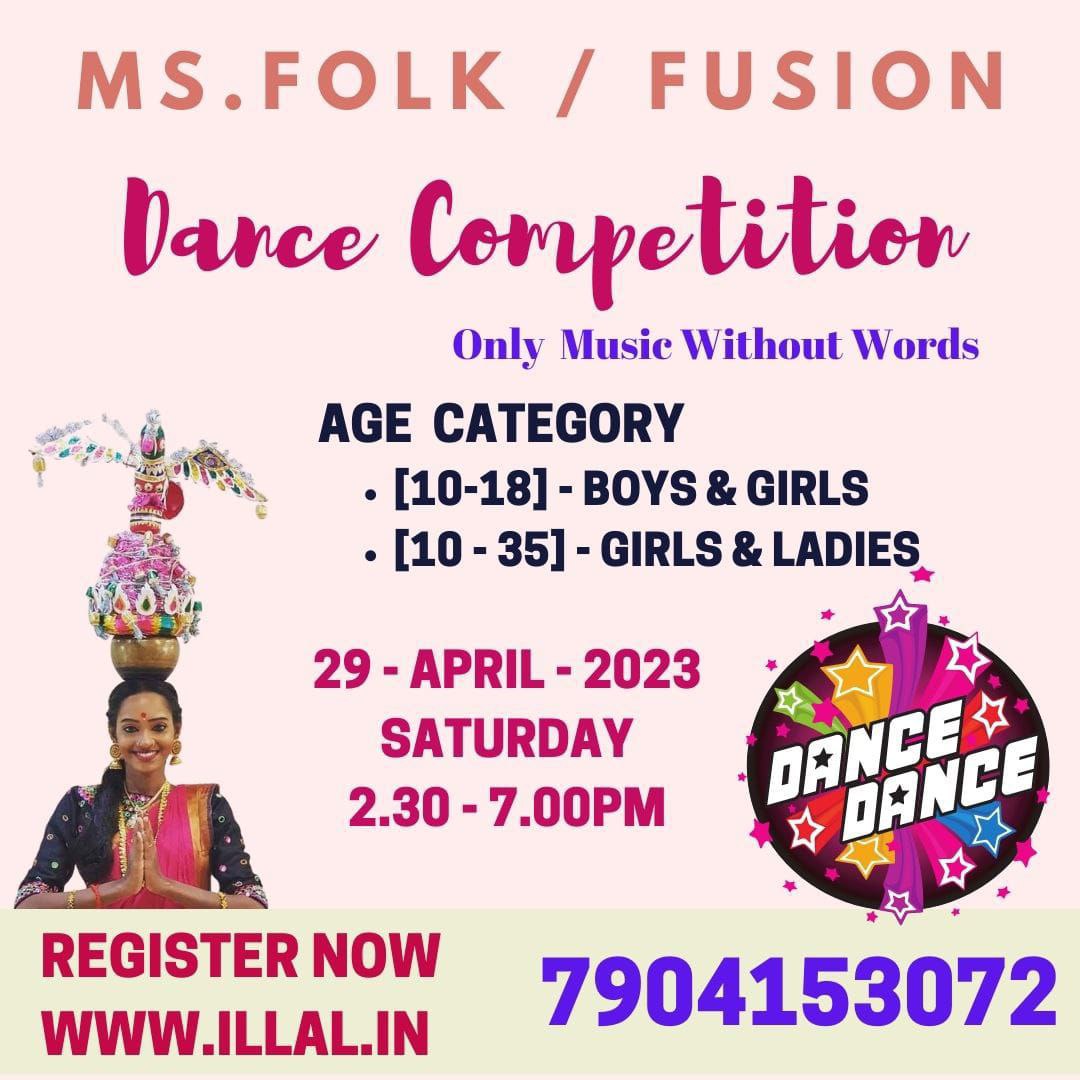 MS.FOLK / FUSION
Dance Competition
Only Music Without Words
AGE CATEGORY
• [10-18] - BOYS & GIRLS
• [10 - 35] - GIRLS & LADIES
29 - APRIL - 2023
SATURDAY
2.30 - 7.00PM
DANCE
DANCE
REGISTER NOW
WWW.ILLAL.IN
7904153072